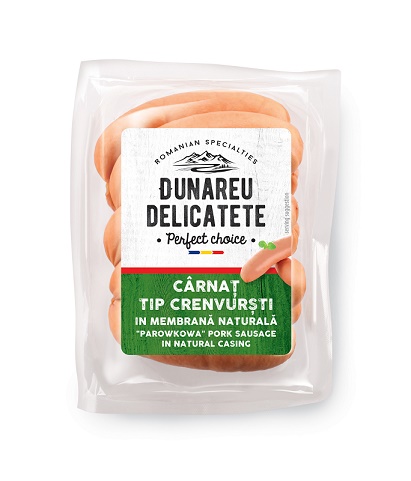 ROMANIAN SPECIALTIES
DUNAREU
DELICATETE
• Perfect choice •
serving suggestion
CÂRNAȚ
TIP CRENVURȘTI
IN MEMBRANĂ NATURALĂ
"PAROWKOWA" PORK SAUSAGE
IN NATURAL CASING